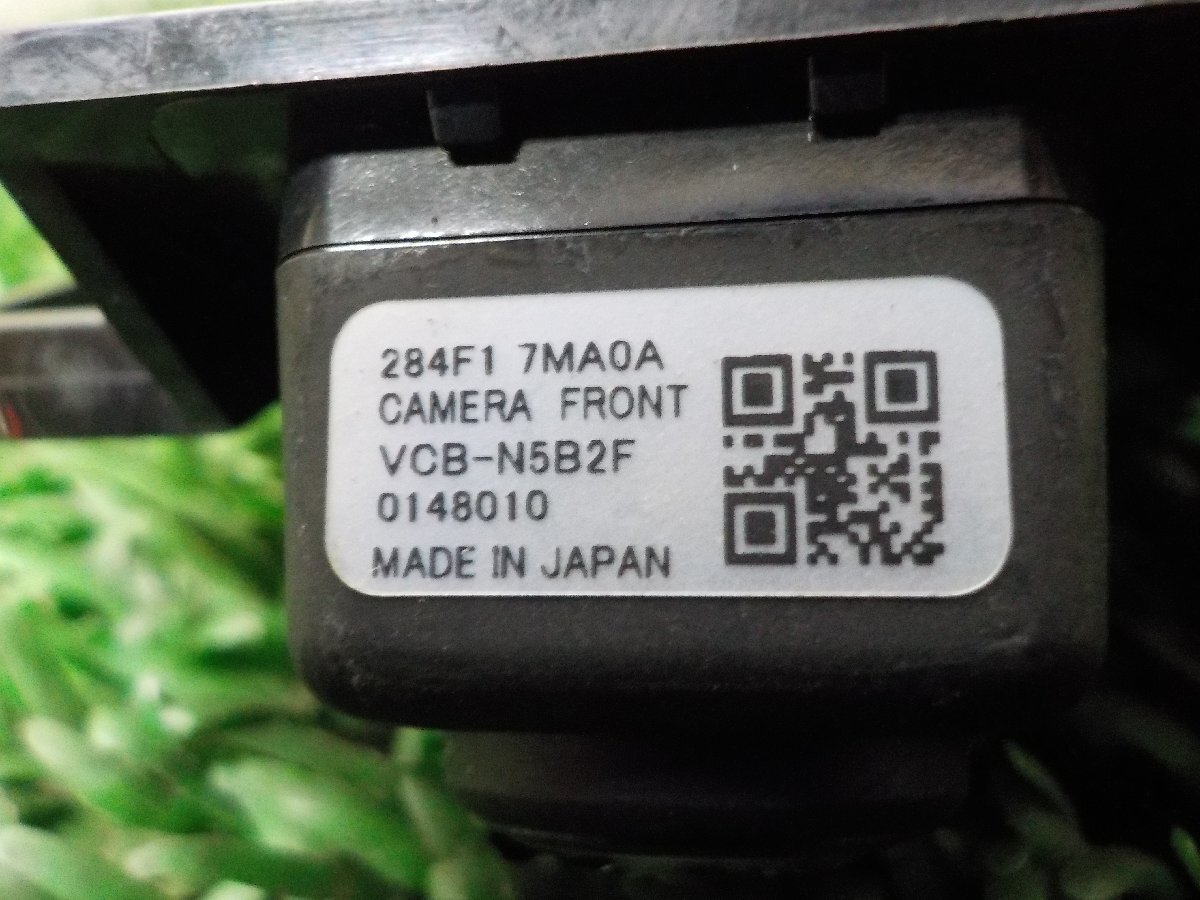 284F1 7MA0A
CAMERA FRONT
VCB-N5B2F
0148010
MADE IN JAPAN